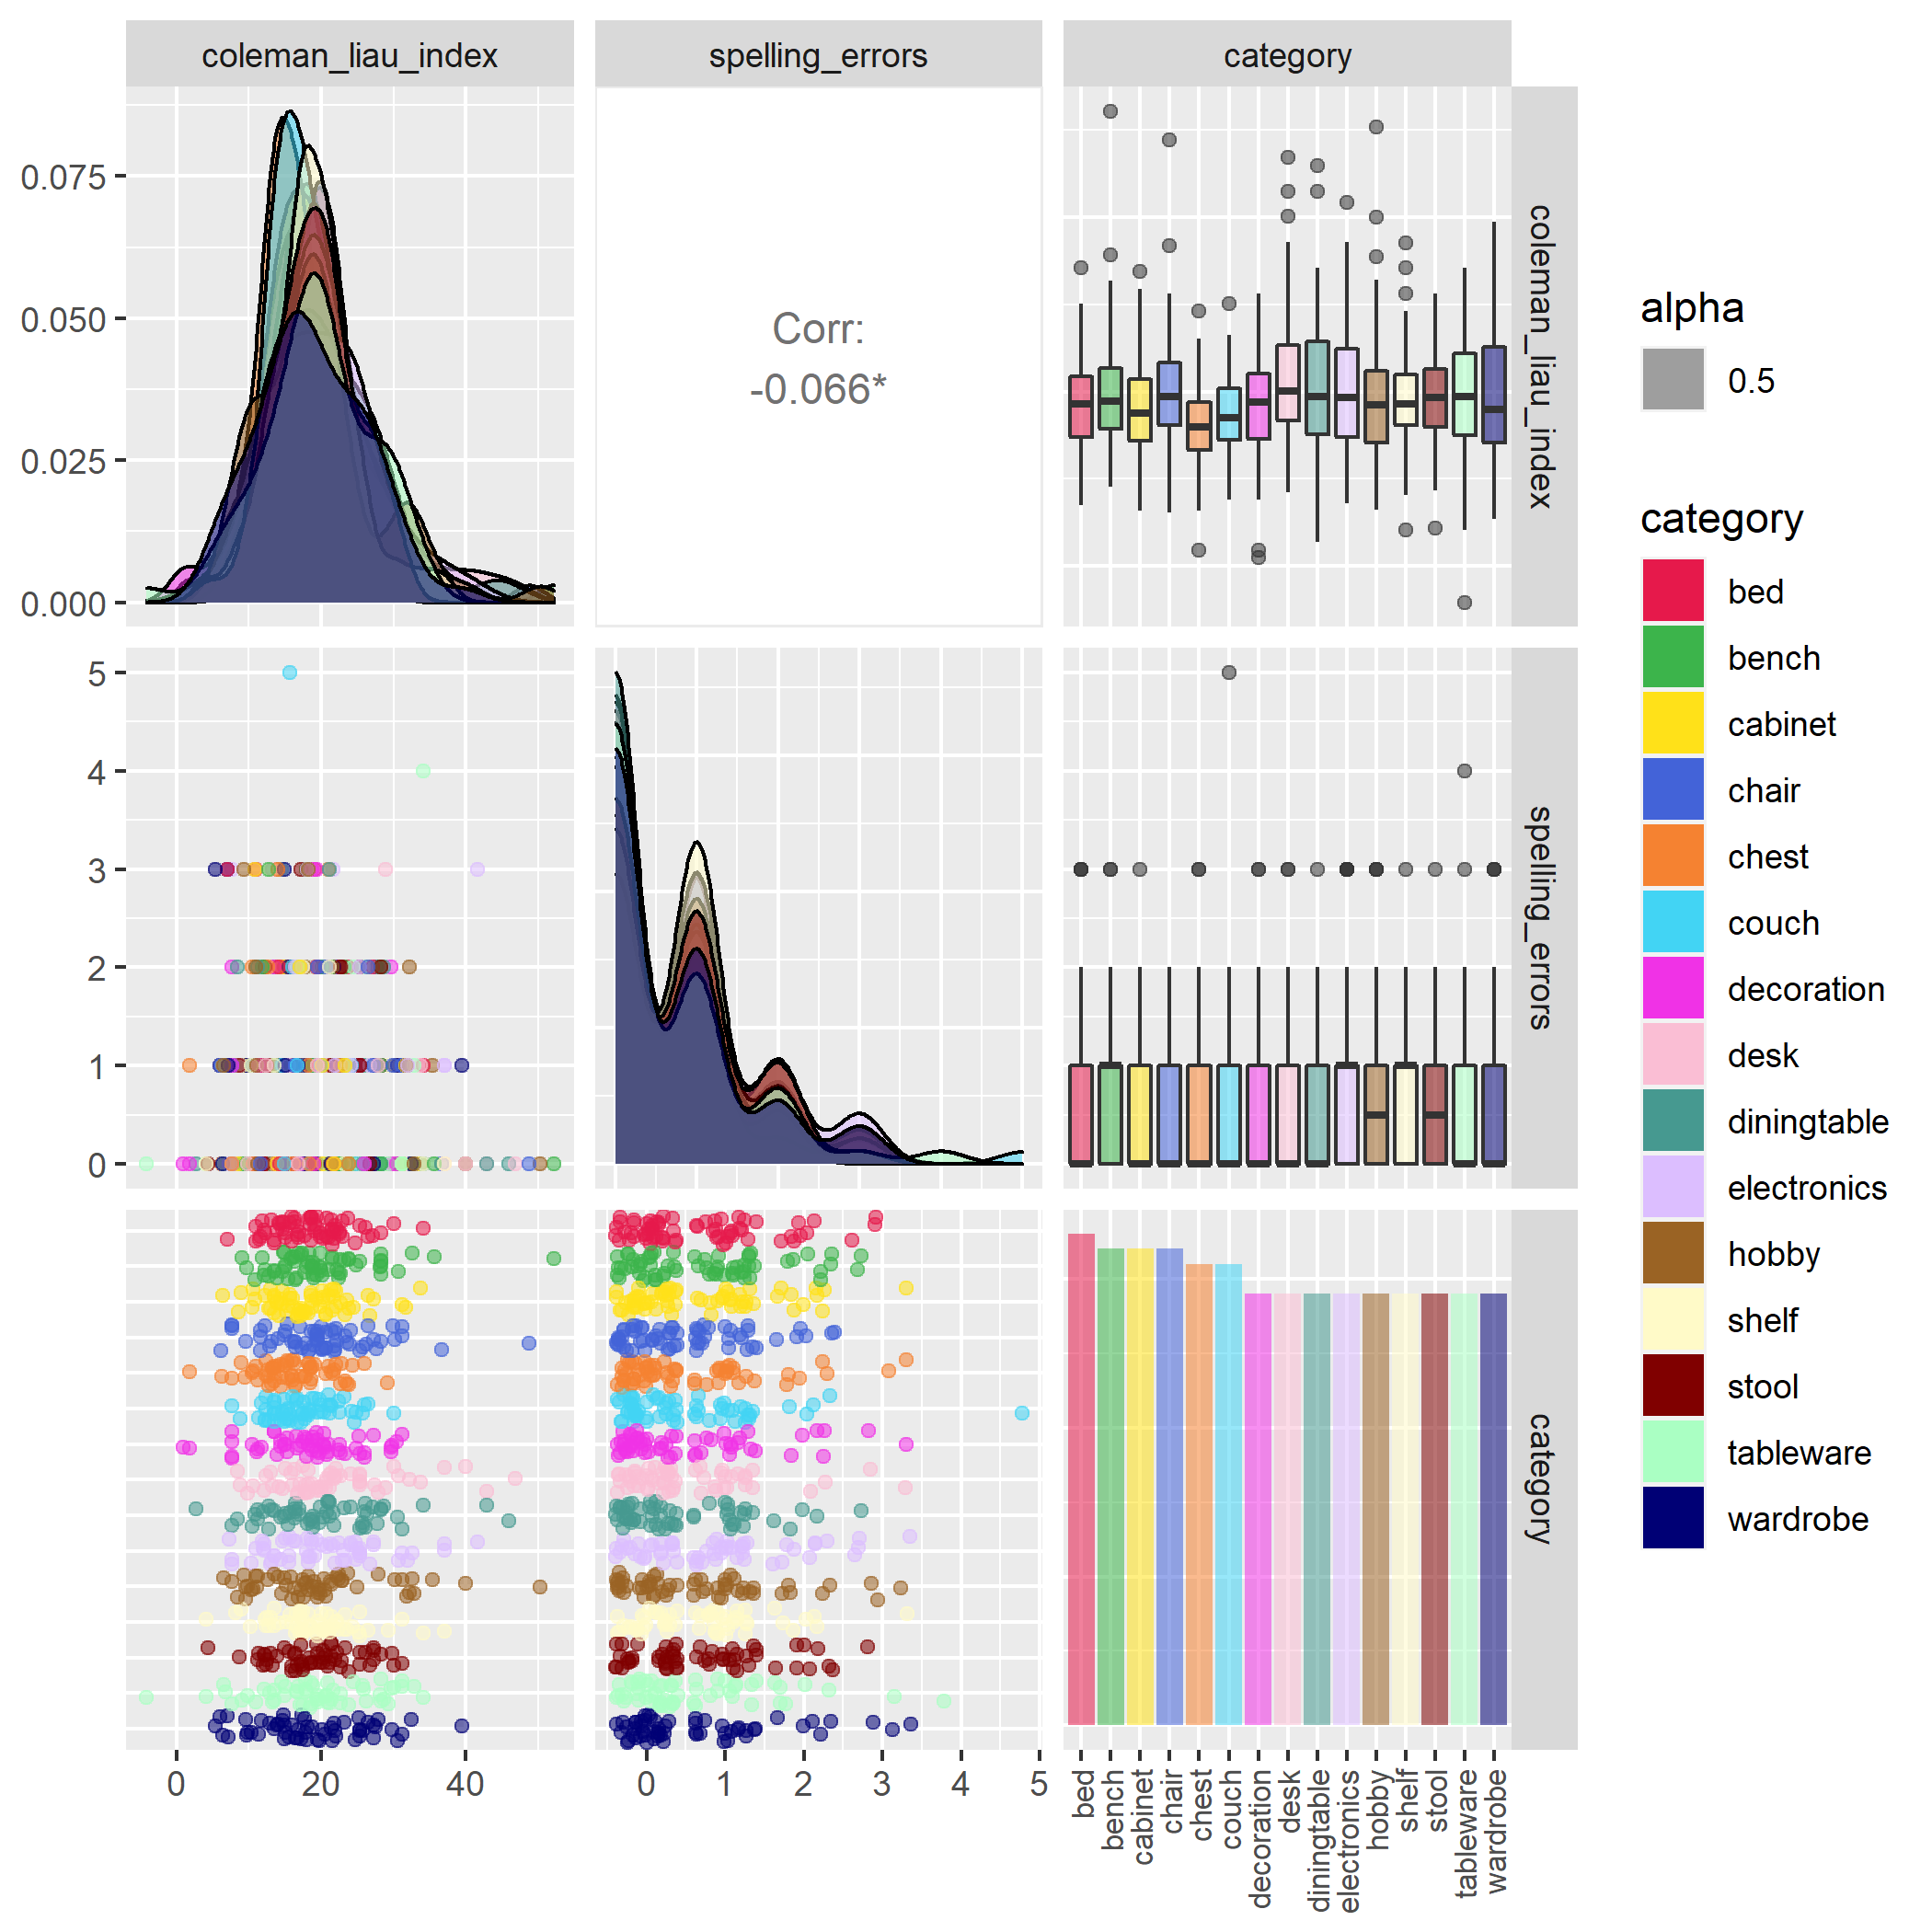 coleman_liau_index
spelling_errors
category
0.075
0.050
0.025
0.000
Corr:
-0.066*
coleman_liau_index
5
4
3
2
1
0
spelling_errors
category
0
20
40
0
1
2
3
4
5
bed
bench
cabinet
chair
chest
couch
decoration
desk
diningtable
electronics
hobby
shelf
stool
tableware
wardrobe
alpha
0.5
category
bed
bench
cabinet
chair
chest
couch
decoration
desk
diningtable
electronics
hobby
shelf
stool
tableware
wardrobe